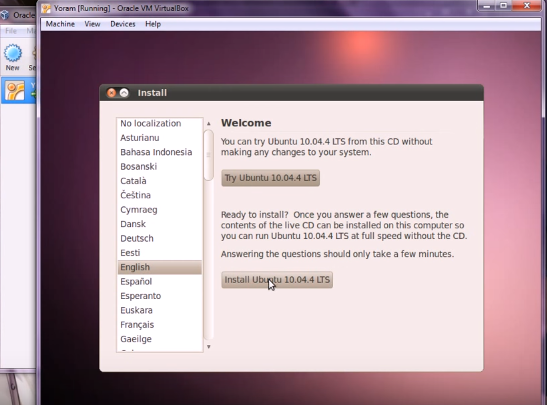 Oracle
Yoram [Running] - Oracle VM VirtualBox
File
Machine View Devices Help
New
Install
No localization
Asturianu
Bahasa Indonesia
Bosanski
Català
Čeština
Cymraeg
Dansk
Deutsch
Eesti
English
Español
Esperanto
Euskara
Français
Gaeilge
Welcome
You can try Ubuntu 10.04.4 LTS from this CD without
making any changes to your system.
Try Ubuntu 10.04.4 LTS
Ready to install? Once you answer a few questions, the
contents of the live CD can be installed on this computer so
you can run Ubuntu 10.04.4 LTS at full speed without the CD.
Answering the questions should only take a few minutes.
Install Ubuntu 10.04.4 LTS